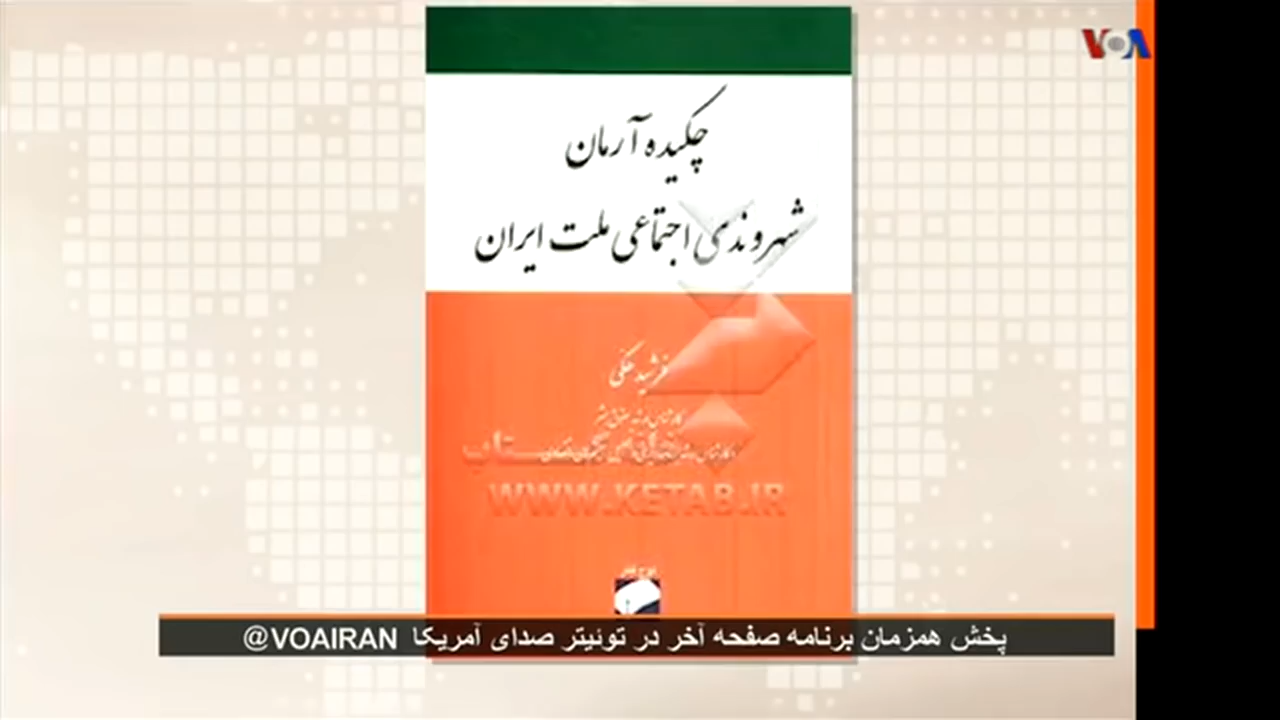 VOA
چکیده آرمان
شهروندی اجتماعی ملت ایران
فرشید هکی
WWW.KETAB.IR
پخش همزمان برنامه صفحه آخر در توئیتر صدای آمریکا @VOAIRAN